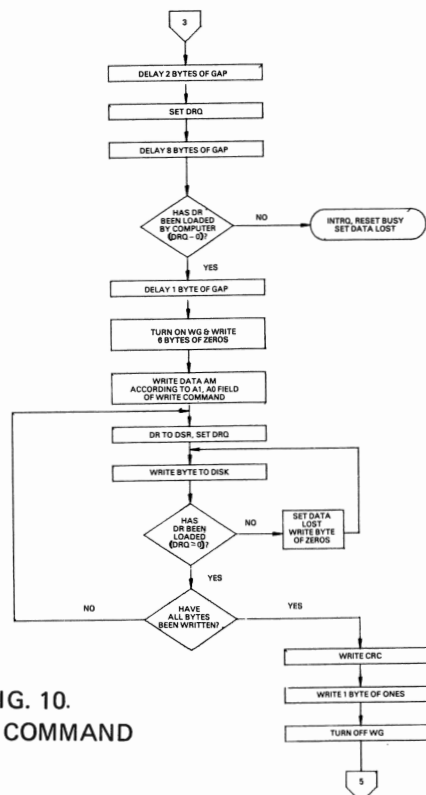 3
DELAY 2 BYTES OF GAP
SET DRQ
DELAY 8 BYTES OF GAP
HAS DR
BEEN LOADED
BY COMPUTER
(DRQ = 0)?
NO
INTRQ, RESET BUSY
SET DATA LOST
YES
DELAY 1 BYTE OF GAP
TURN ON WG & WRITE
6 BYTES OF ZEROS
WRITE DATA AM
ACCORDING TO A1, A0 FIELD
OF WRITE COMMAND
DR TO DSR, SET DRQ
WRITE BYTE TO DISK
HAS
DR BEEN
LOADED
(DRQ = 0)?
NO
SET DATA
LOST
WRITE BYTE
OF ZEROS
YES
NO
HAVE
ALL BYTES
BEEN WRITTEN?
YES
WRITE CRC
WRITE 1 BYTE OF ONES
TURN OFF WG
5
IG. 10.
COMMAND